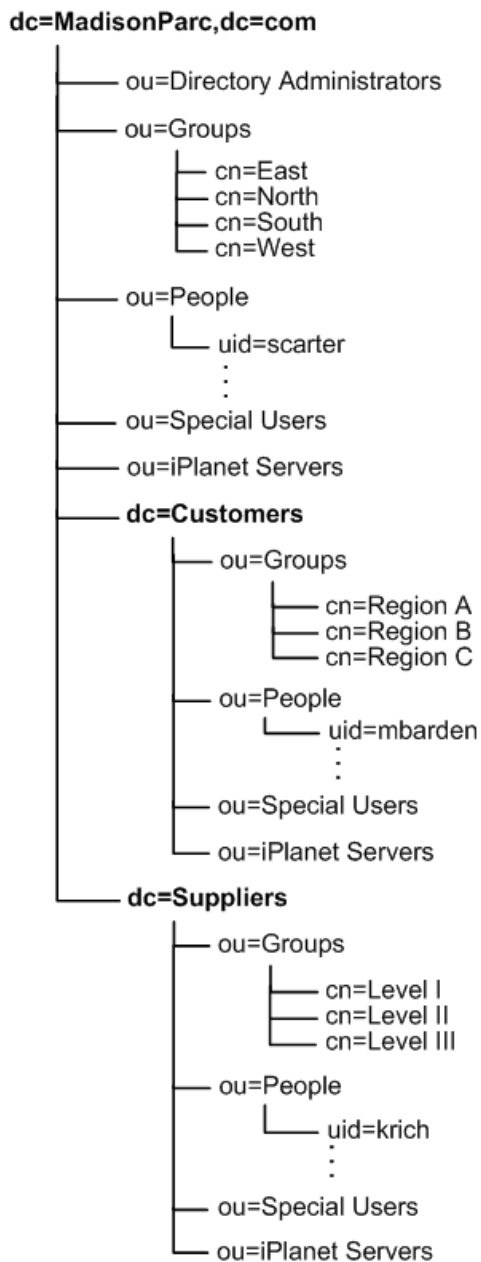 dc=MadisonParc,dc=com
ou=Directory Administrators
ou=Groups
cn=East
cn=North
cn=South
cn=West
ou=People
uid=scarter
ou=Special Users
ou=iPlanet Servers
dc=Customers
ou=Groups
cn=Region A
cn=Region B
cn=Region C
ou=People
uid=mbarden
ou=Special Users
ou=iPlanet Servers
dc=Suppliers
ou=Groups
cn=Level I
cn=Level II
cn=Level III
ou=People
uid=krich
ou=Special Users
ou=iPlanet Servers